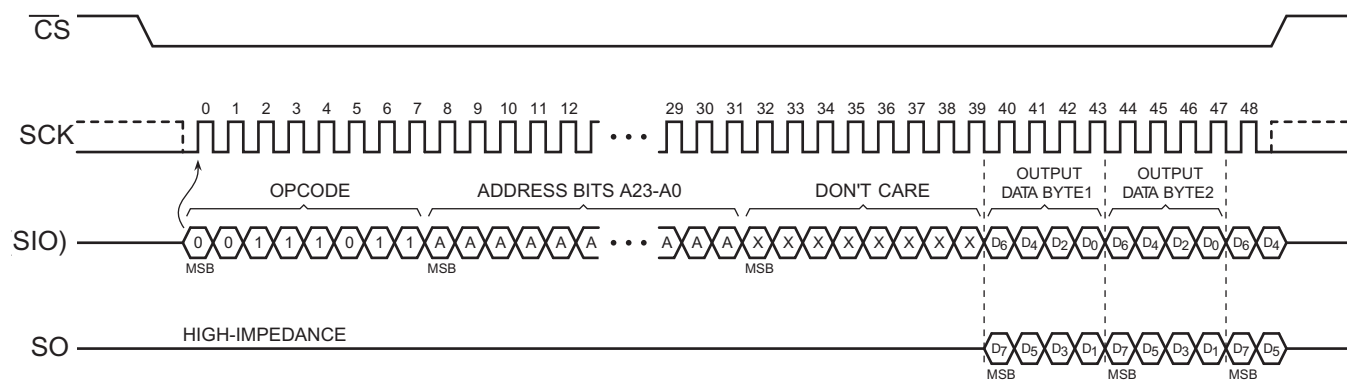 CS
0 1 2 3 4 5 6 7 8 9 10 11 12 29 30 31 32 33 34 35 36 37 38 39 40 41 42 43 44 45 46 47 48
SCK
OPCODE ADDRESS BITS A23-A0 DON'T CARE OUTPUT DATA BYTE1 OUTPUT DATA BYTE2
SIO) 0 0 1 1 1 0 1 1 A A A A A A A A A X X X X X X X X D6 D4 D2 D0 D6 D4 D2 D0 D6 D4
MSB MSB MSB
HIGH-IMPEDANCE
SO D7 D5 D3 D1 D7 D5 D3 D1 D7 D5
MSB MSB MSB